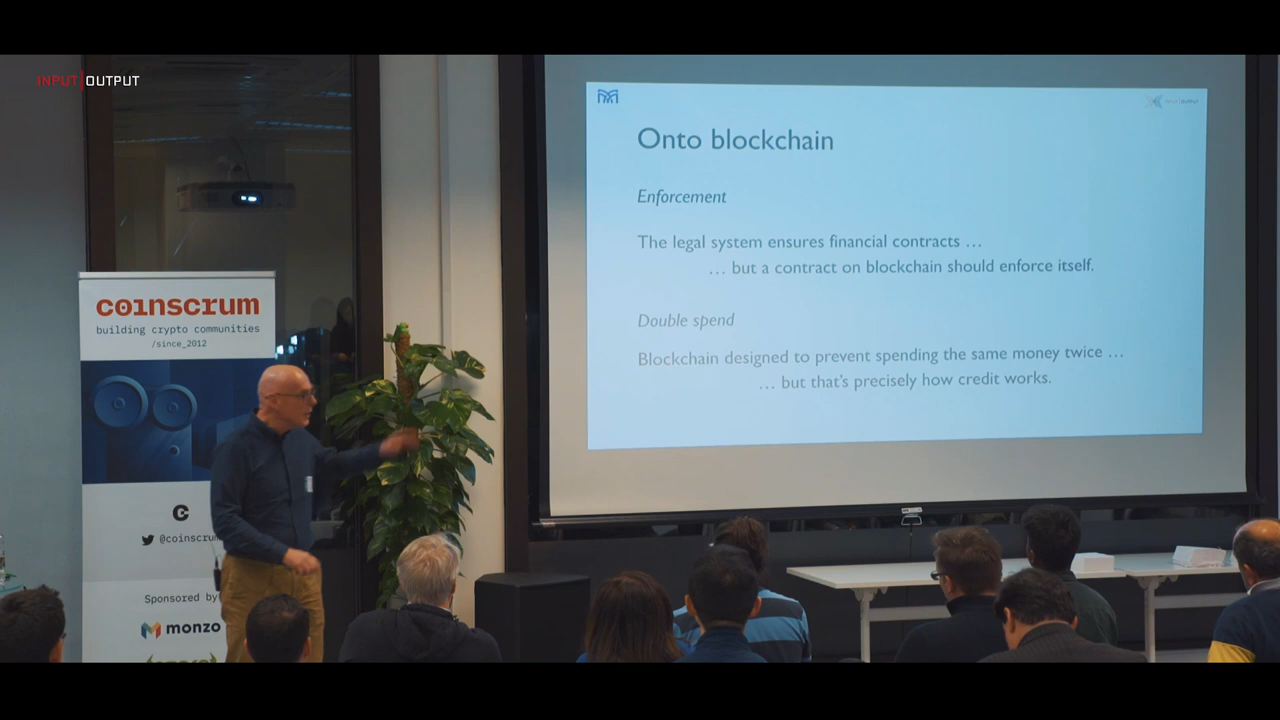 INPUT|OUTPUT
INPUT|OUTPUT
Onto blockchain
Enforcement
The legal system ensures financial contracts …
… but a contract on blockchain should enforce itself.
Double spend
Blockchain designed to prevent spending the same money twice …
… but that's precisely how credit works.
coinscrum
building crypto communities
/since_2012
@coinscrum
Sponsored by
monzo